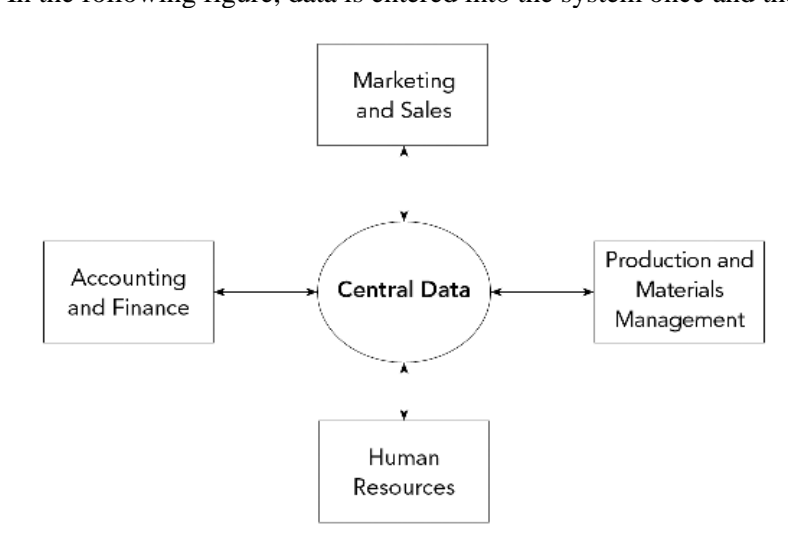 In the following figure, data is entered into the system once and
Marketing
and Sales
Accounting
and Finance
Central Data
Production and
Materials
Management
Human
Resources